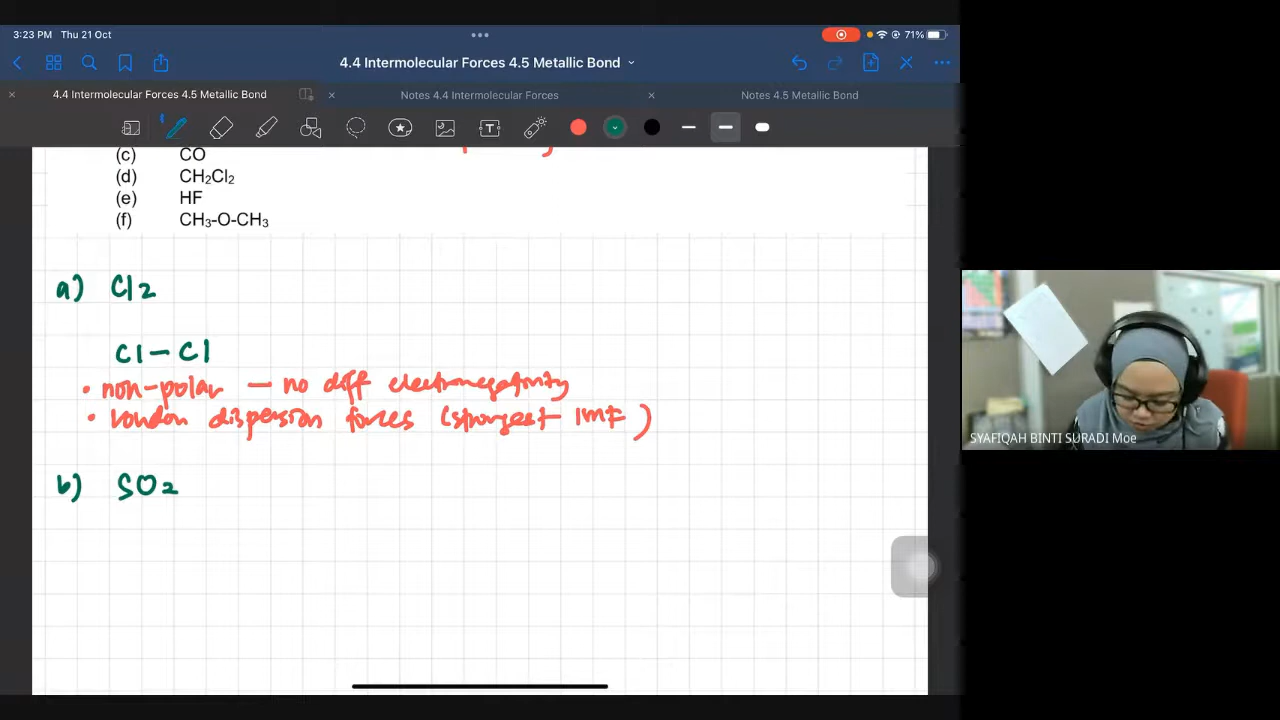 3:23 PM Thu 21 Oct
71%
4.4 Intermolecular Forces 4.5 Metallic Bond
4.4 Intermolecular Forces 4.5 Metallic Bond
Notes 4.4 Intermolecular Forces
Notes 4.5 Metallic Bond
(c) CO
(d) CH₂Cl₂
(e) HF
(f) CH₃-O-CH₃
a) Cl₂
Cl – Cl
• non-polar – no diff electronegativity
• london dispersion forces (strongest IMF)
b) SO₂
SYAFIQAH BINTI SURADI Moe